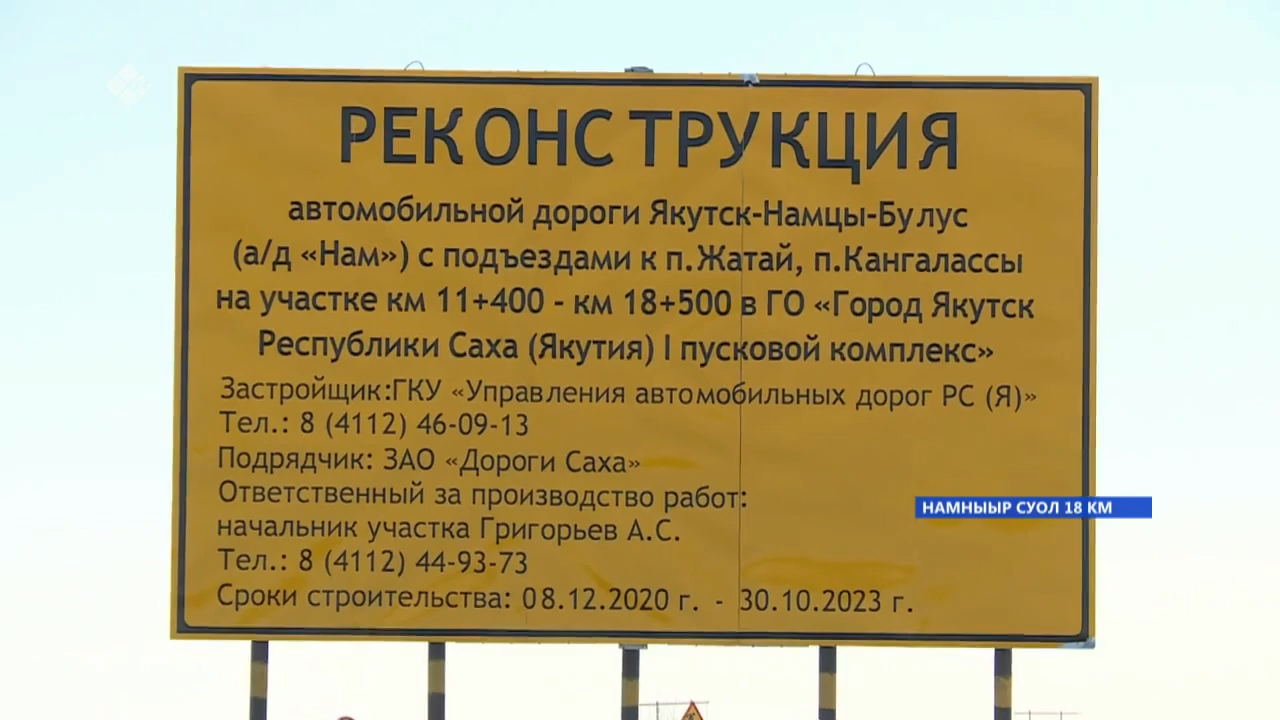 РЕКОНСТРУКЦИЯ
автомобильной дороги Якутск-Намцы-Булус
(а/д «Нам») с подъездами к п.Жатай, п.Кангалассы
на участке км 11+400 - км 18+500 в ГО «Город Якутск
Республики Саха (Якутия) I пусковой комплекс»
Застройщик:ГКУ «Управления автомобильных дорог РС (Я)»
Тел.: 8 (4112) 46-09-13
Подрядчик: ЗАО «Дороги Саха»
Ответственный за производство работ:
НАМНЫЫР СУОЛ 18 КМ
начальник участка Григорьев А.С.
Тел.: 8 (4112) 44-93-73
Сроки строительства: 08.12.2020 г. - 30.10.2023 г.